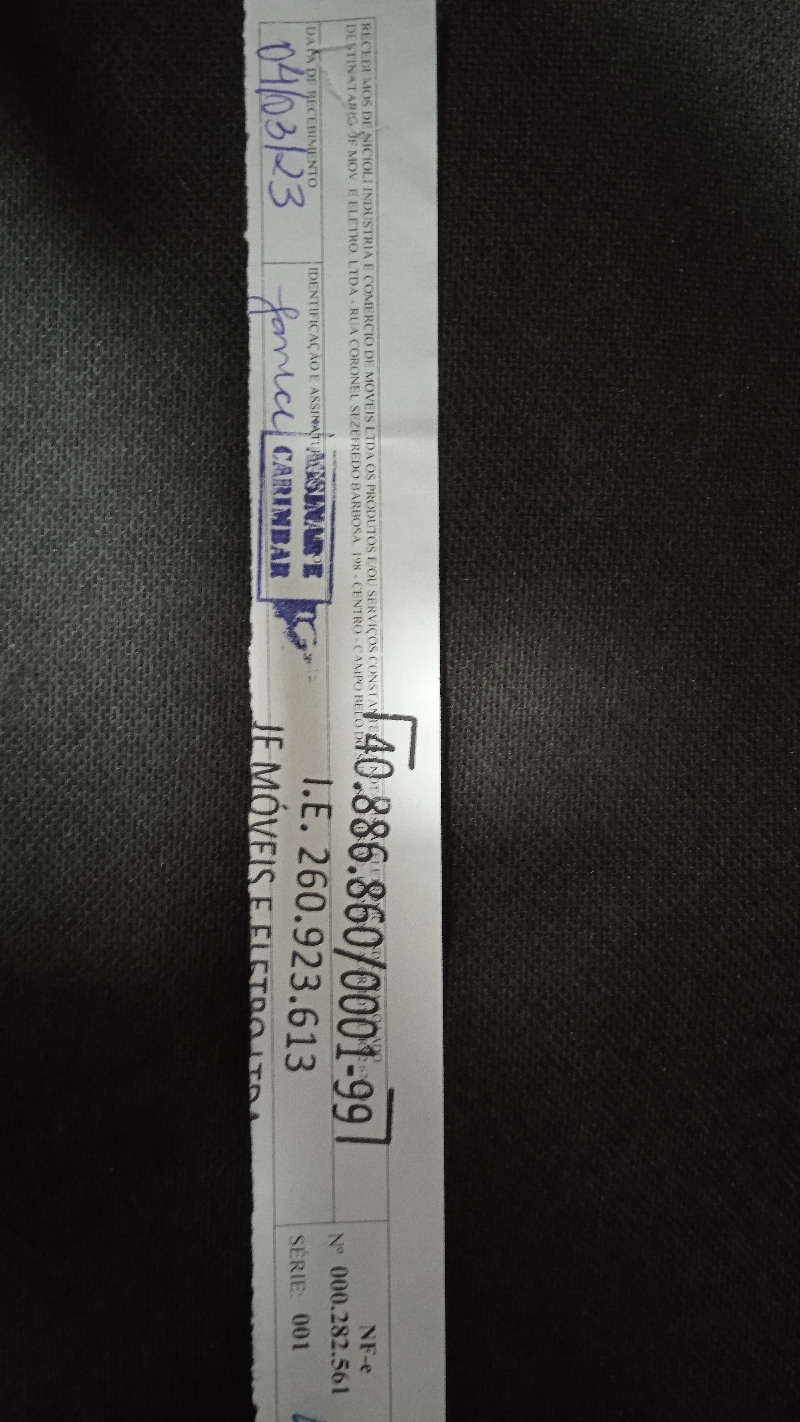 RECEBEMOS DE NICIOLI INDUSTRIA E COMERCIO DE MOVEIS LTDA OS PRODUTOS E/OU SERVIÇOS CONSTANTES
DESTINATARIO: JF MOV. E ELETRO. LTDA - RUA CORONEL SEZEFREDO BARBOSA 198 - CENTRO - CAMPO BELO DO
DATA DE RECEBIMENTO
04/03/23
IDENTIFICAÇÃO E ASSINATURA
ASSINAR E
CARIMBAR
40.886.860/0001-99
I.E. 260.923.613
JF MÓVEIS E ELETRO LTDA
NF-e
Nº 000.282.561
SÉRIE: 001